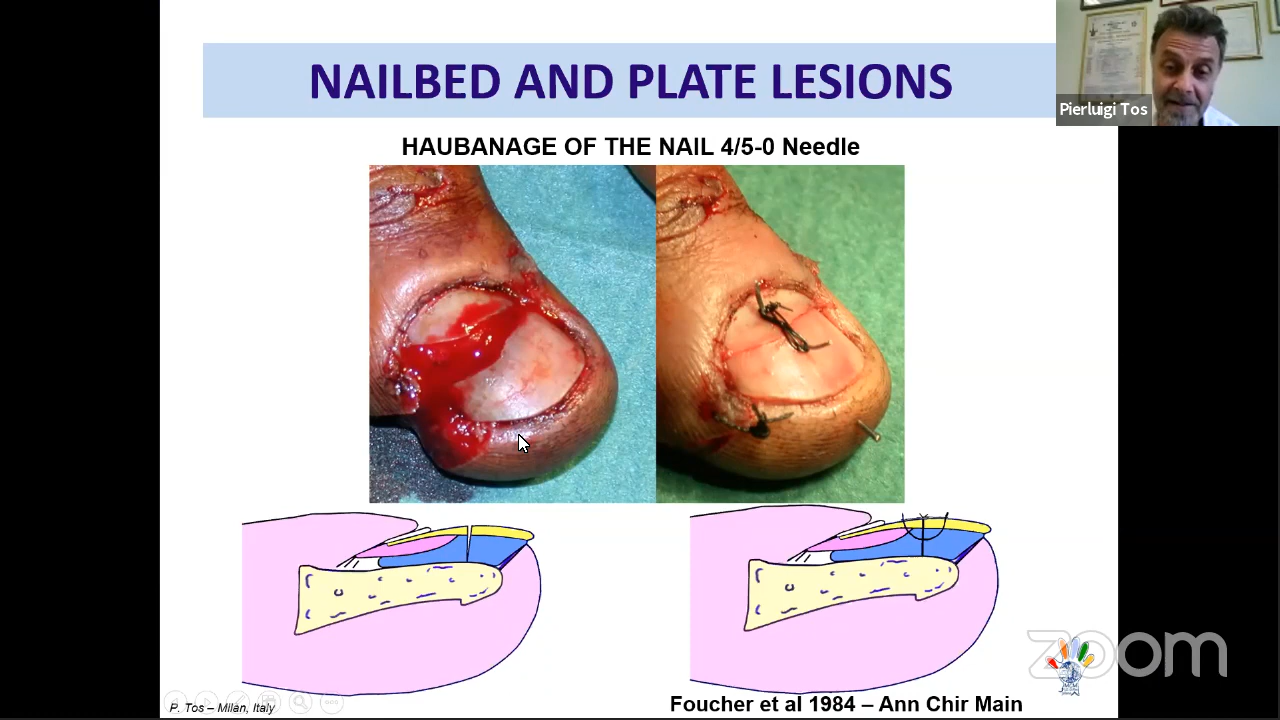 NAILBED AND PLATE LESIONS
Pierluigi Tos
HAUBANAGE OF THE NAIL 4/5-0 Needle
zoom
P. Tos – Milan, Italy
Foucher et al 1984 – Ann Chir Main